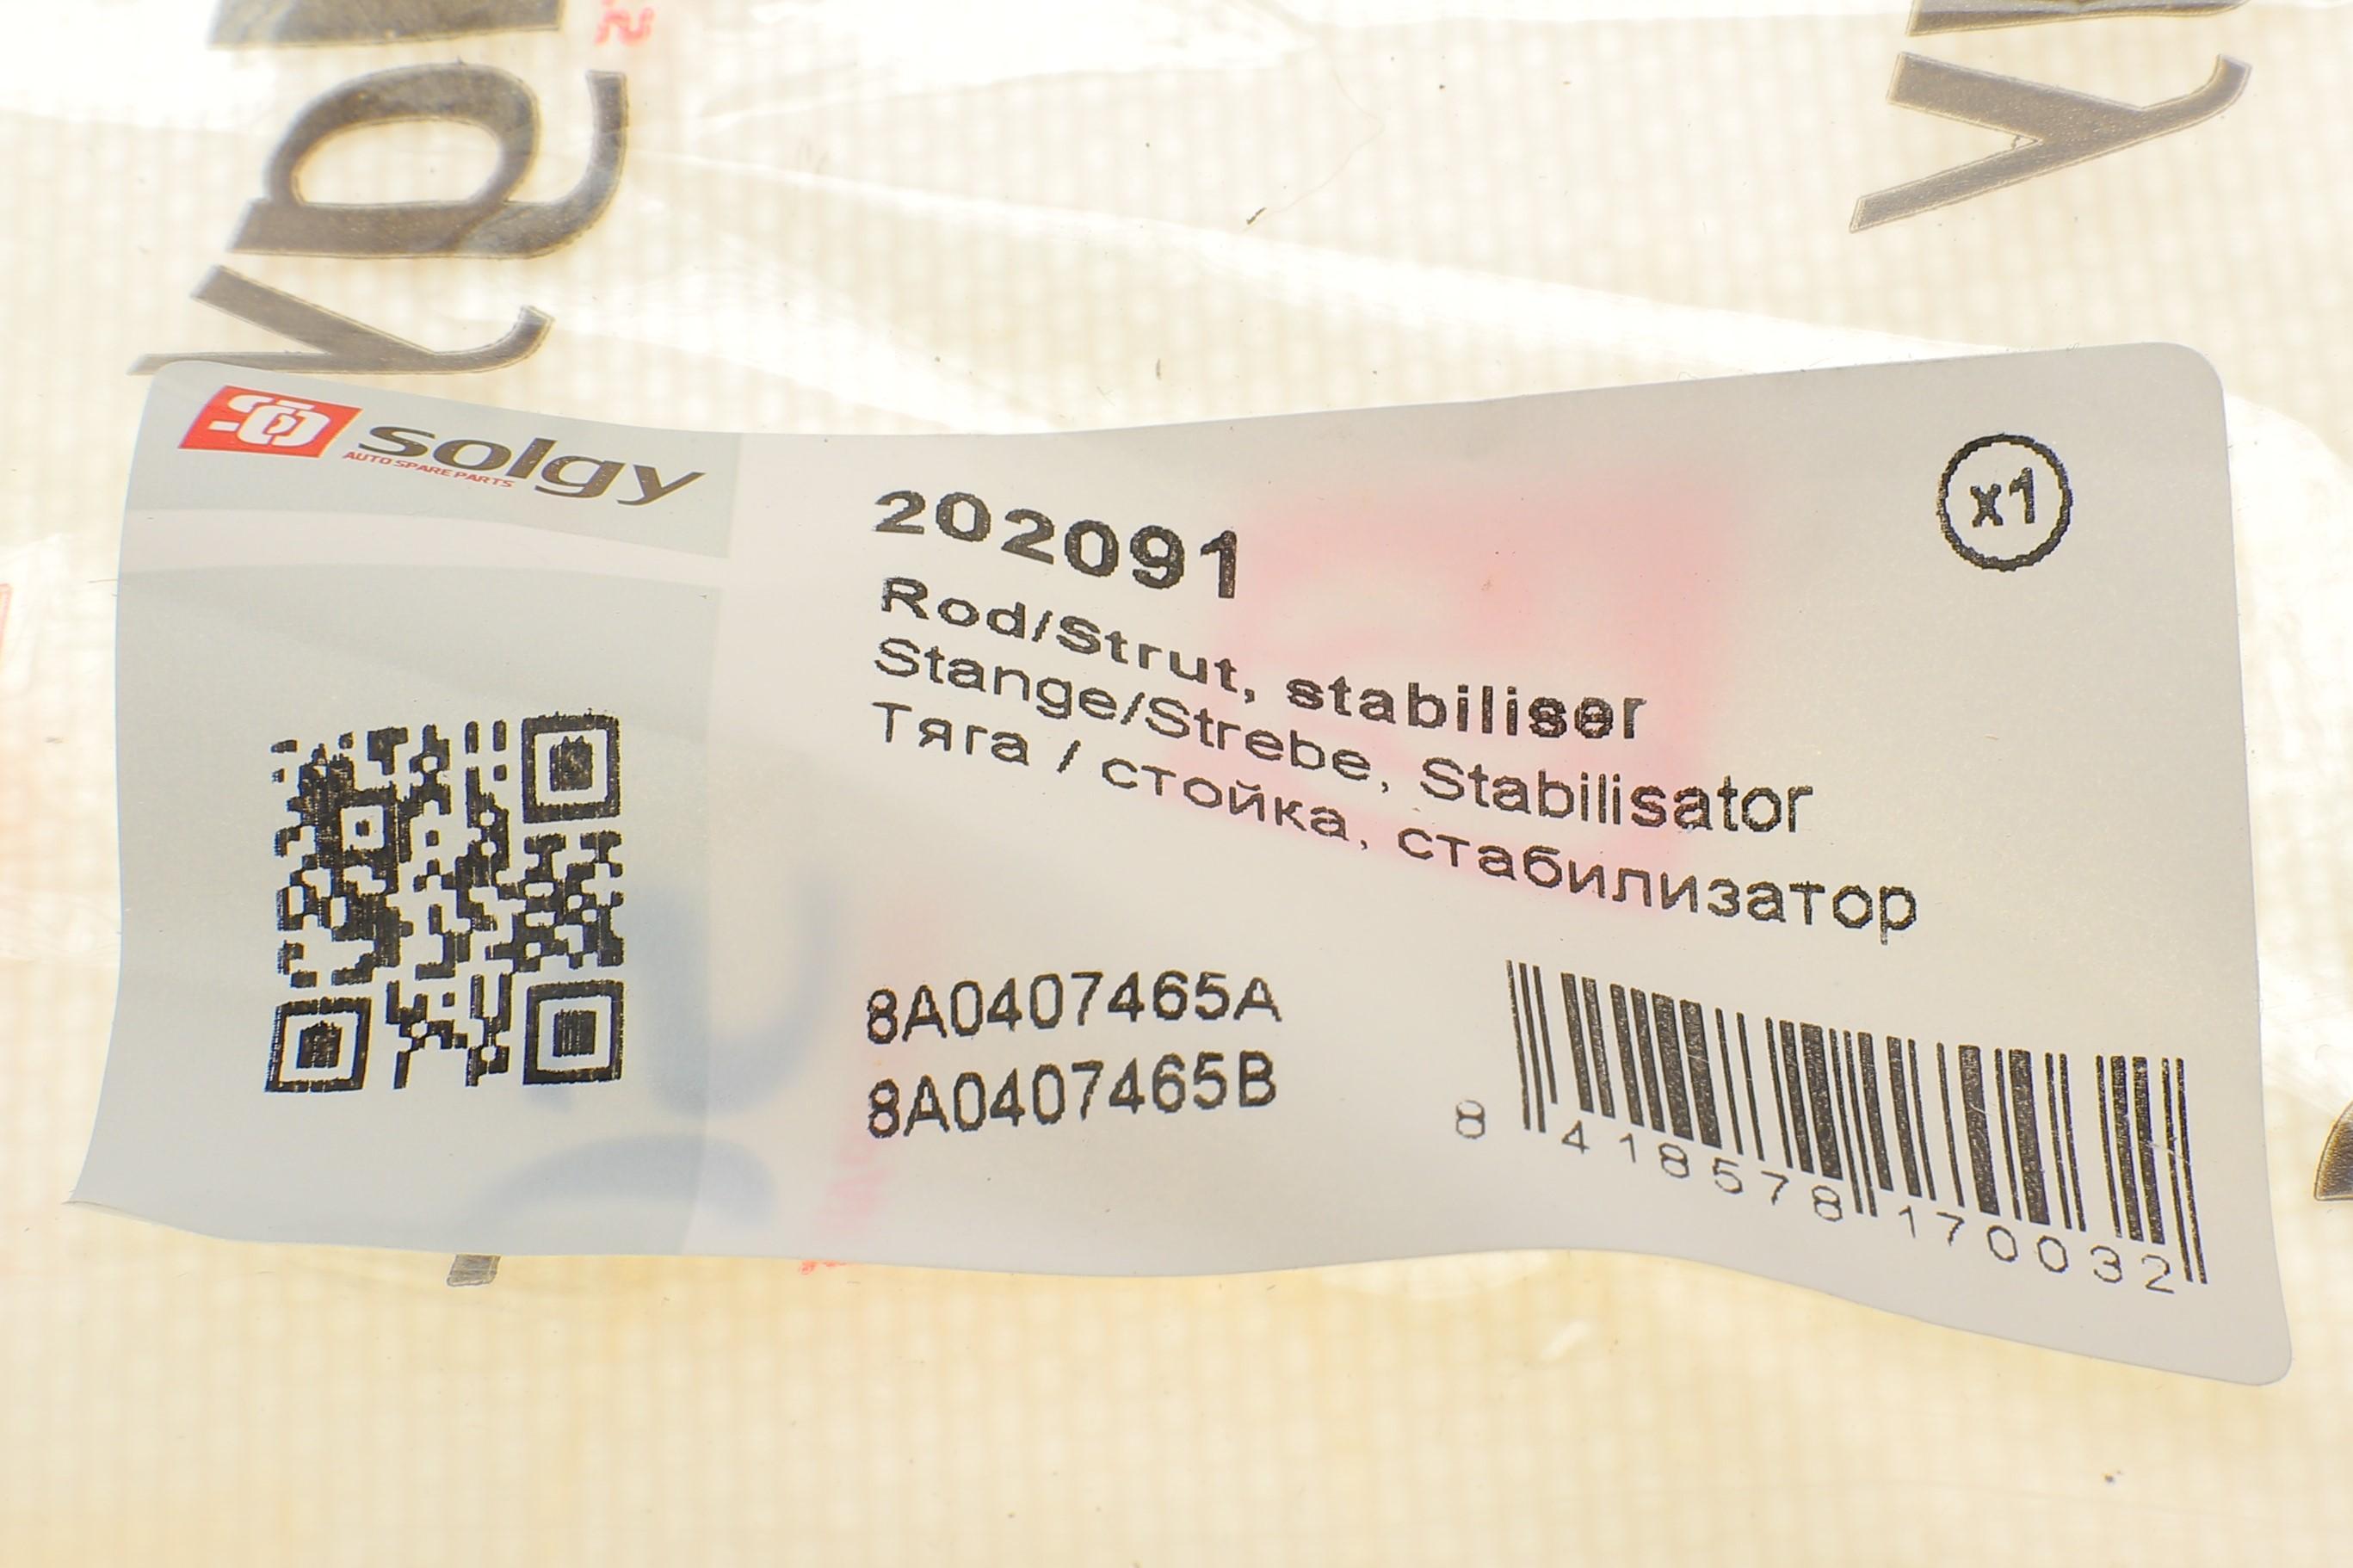 solgy
AUTO SPARE PARTS
x1
202091
Rod/Strut, stabiliser
Stange/Strebe, Stabilisator
Тяга / стойка, стабилизатор
8A0407465A
8A0407465B
8 418578 170032